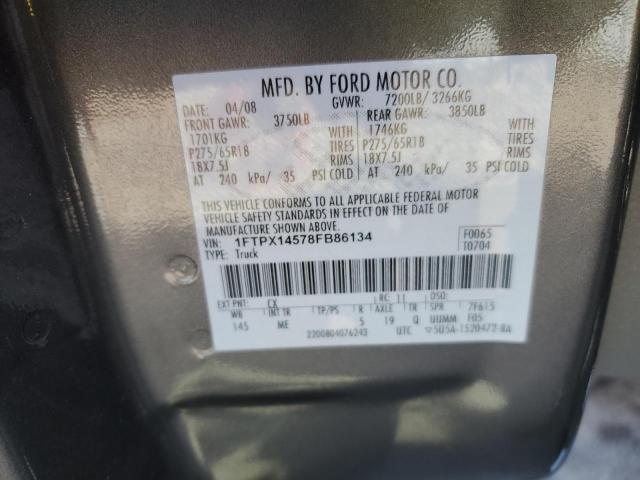 MFD. BY FORD MOTOR CO.
DATE: 04/08 GVWR: 7200LB/ 3266KG
FRONT GAWR: 3750LB REAR GAWR: 3850LB
1701KG WITH 1746KG WITH
P275/65R18 TIRES P275/65R18 TIRES
18X7.5J RIMS 18X7.5J RIMS
AT 240 kPa/ 35 PSI COLD AT 240 kPa/ 35 PSI COLD
THIS VEHICLE CONFORMS TO ALL APPLICABLE FEDERAL MOTOR
VEHICLE SAFETY STANDARDS IN EFFECT ON THE DATE OF
MANUFACTURE SHOWN ABOVE.
VIN: 1FTPX14578FB86134 F0065
TYPE: Truck T0704
EXT PNT: CX RC: 11 DSO:
WB INT TR TP/PS R AXLE TR SPR 7F615
145 ME 5 19 Q UUMM F05
2200804076243 UTC 5U5A-1520472-BA